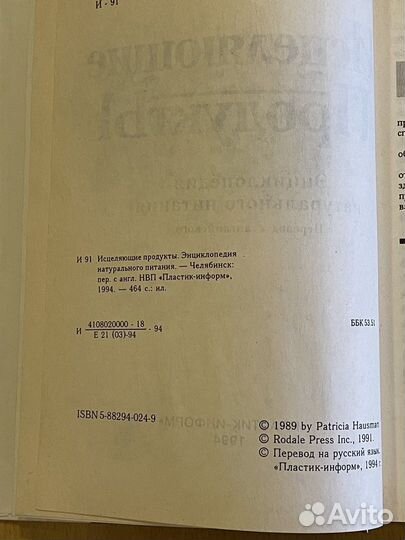 И - 91
И 91 Исцеляющие продукты. Энциклопедия
натурального питания. — Челябинск:
пер. с англ. НВП «Пластик-информ»,
1994. — 464 с.: ил.
И 4108020000 - 18 - 94
Е 21 (03)-94
ББК 53.51
ISBN 5-88294-024-9
© 1989 by Patricia Hausman
© Rodale Press Inc., 1991.
© Перевод на русский язык.
«Пластик-информ», 1994 г
Avito